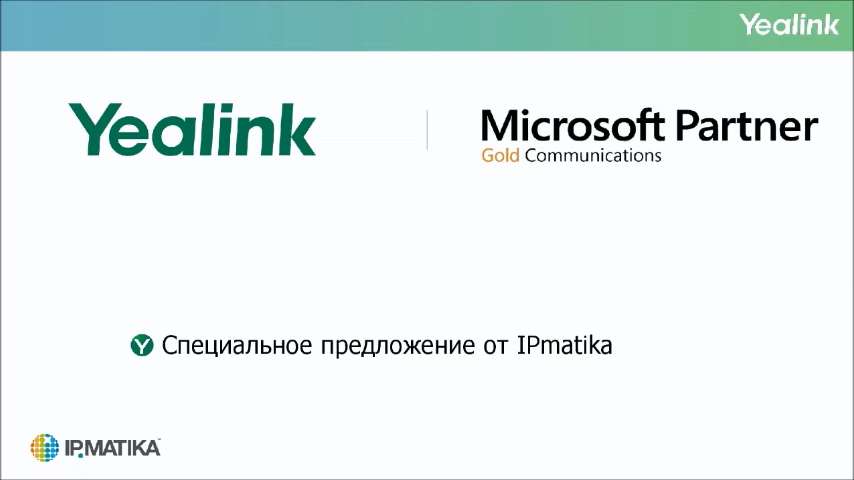 Yealink
Yealink
Microsoft Partner
Gold Communications
Специальное предложение от IPmatika
IPMATIKA